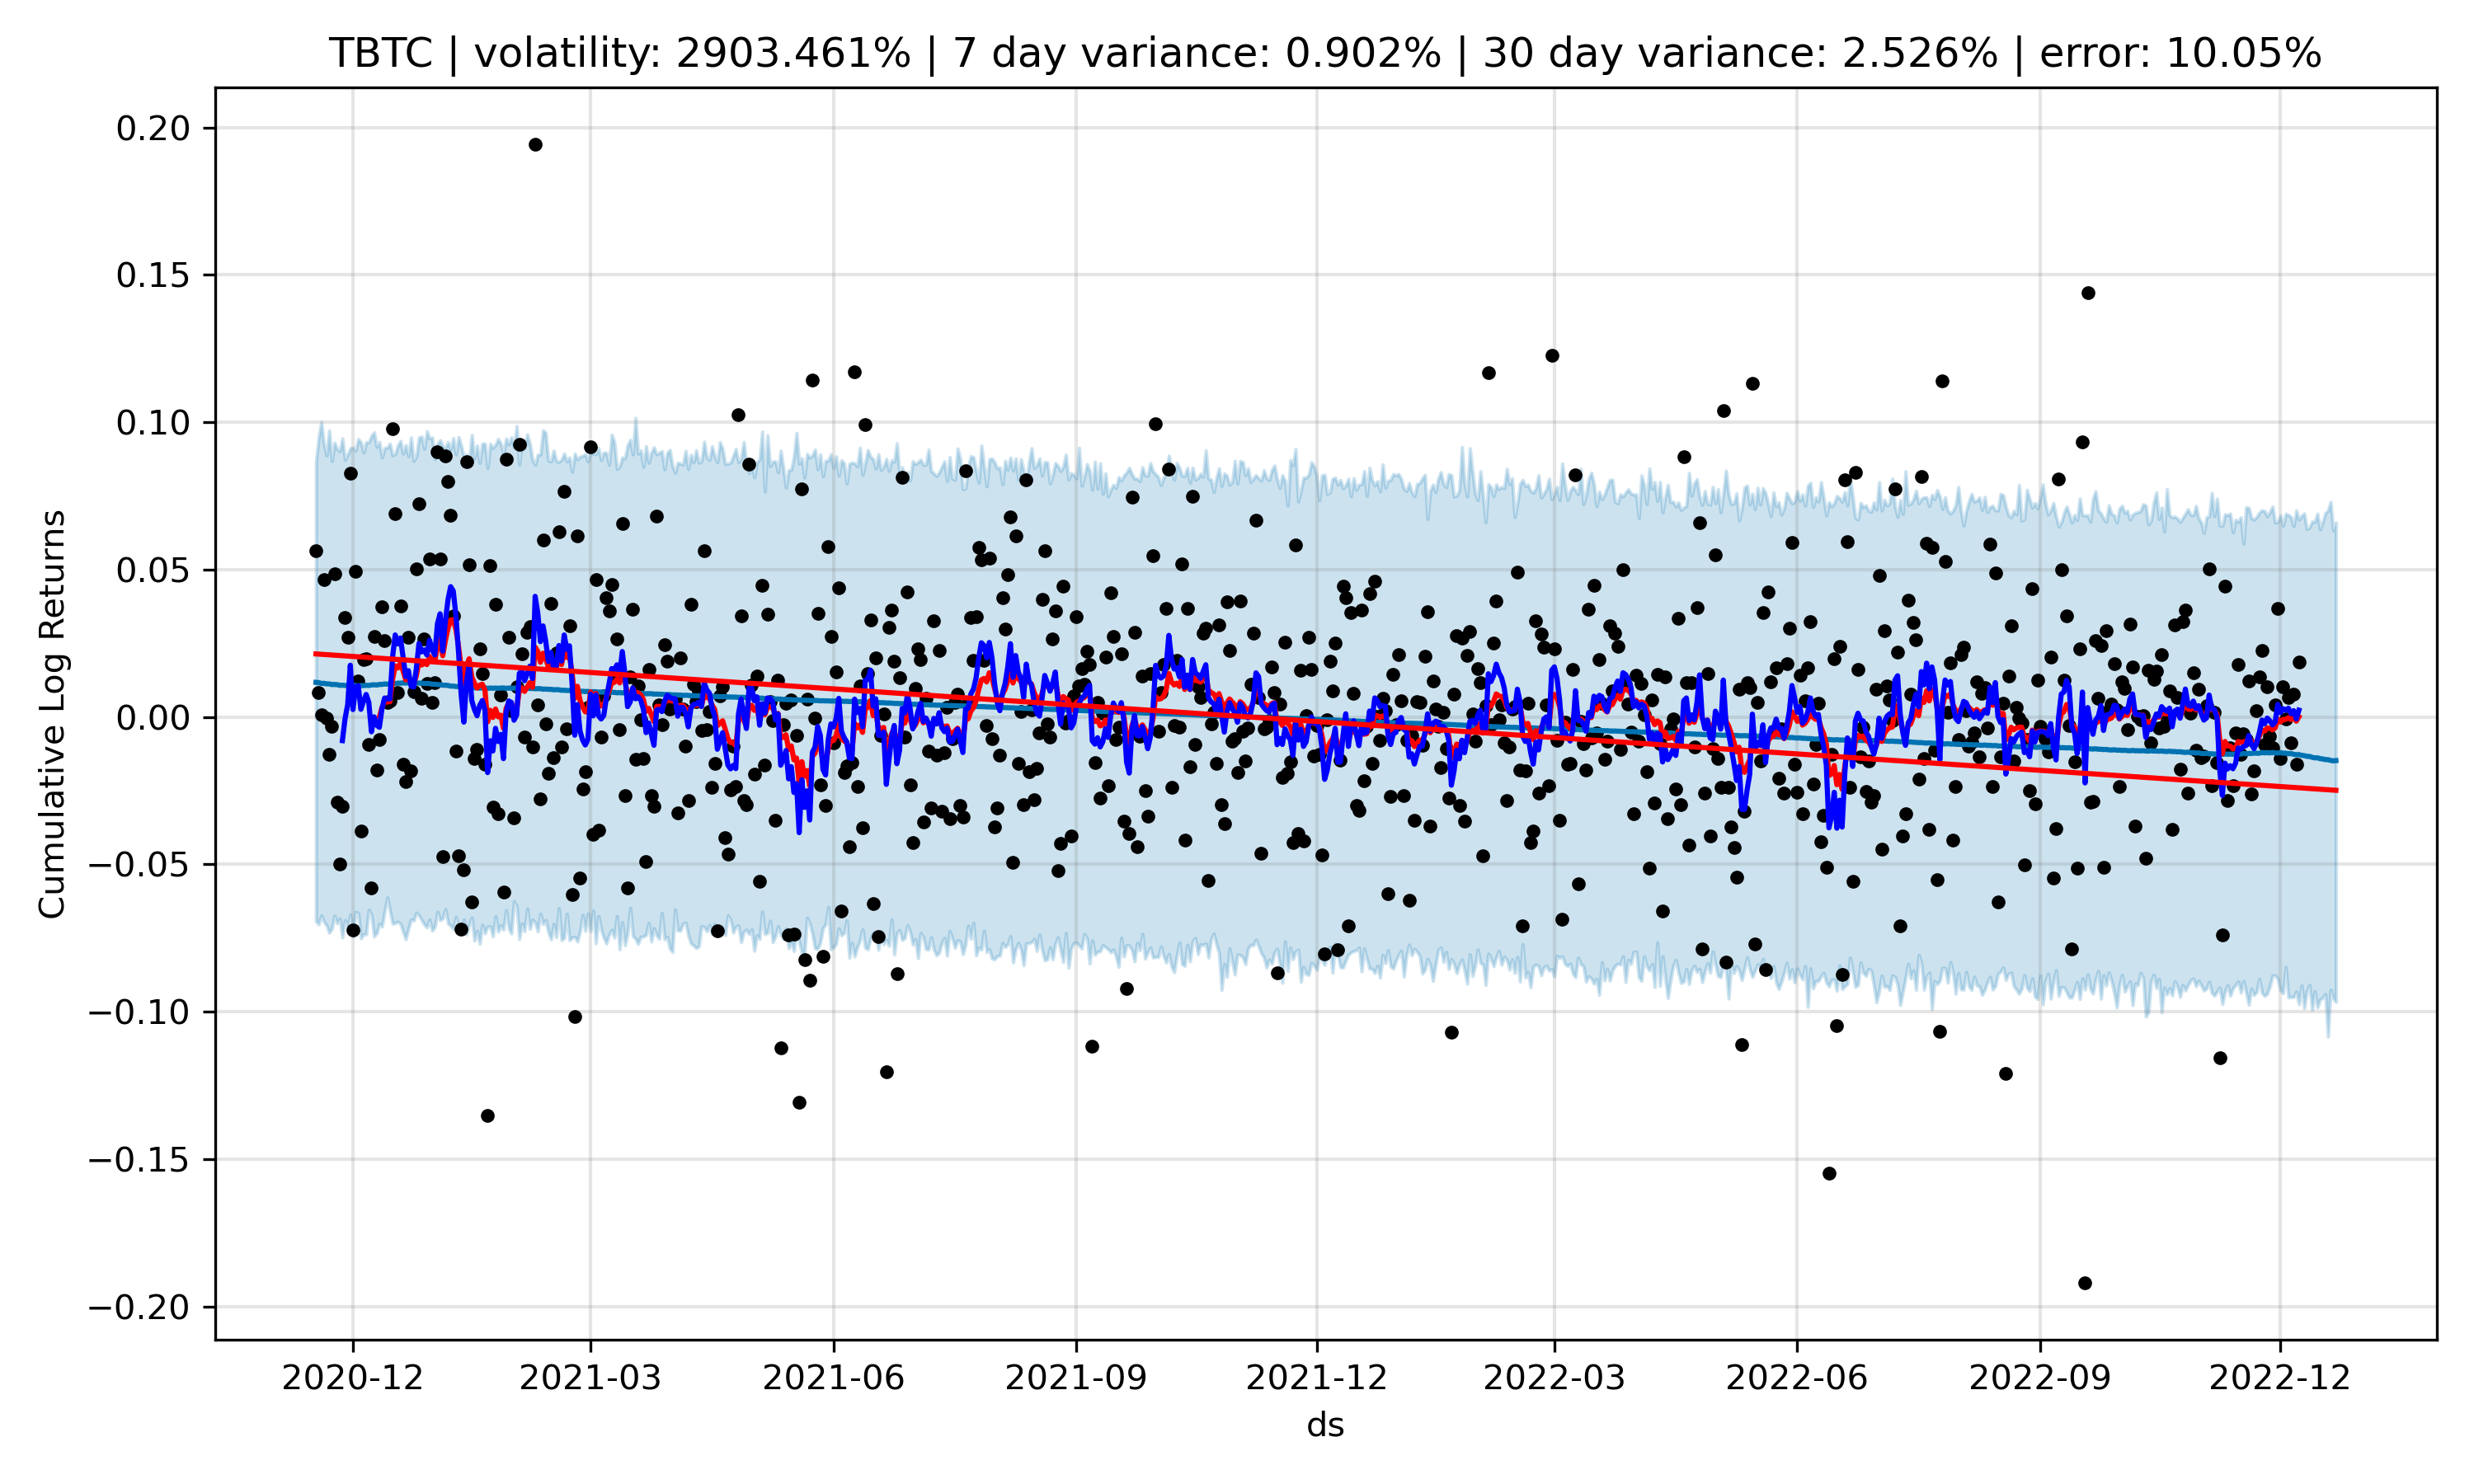 TBTC | volatility: 2903.461% | 7 day variance: 0.902% | 30 day variance: 2.526% | error: 10.05%
Cumulative Log Returns
0.20
0.15
0.10
0.05
0.00
−0.05
−0.10
−0.15
−0.20
2020-12 2021-03 2021-06 2021-09 2021-12 2022-03 2022-06 2022-09 2022-12
ds